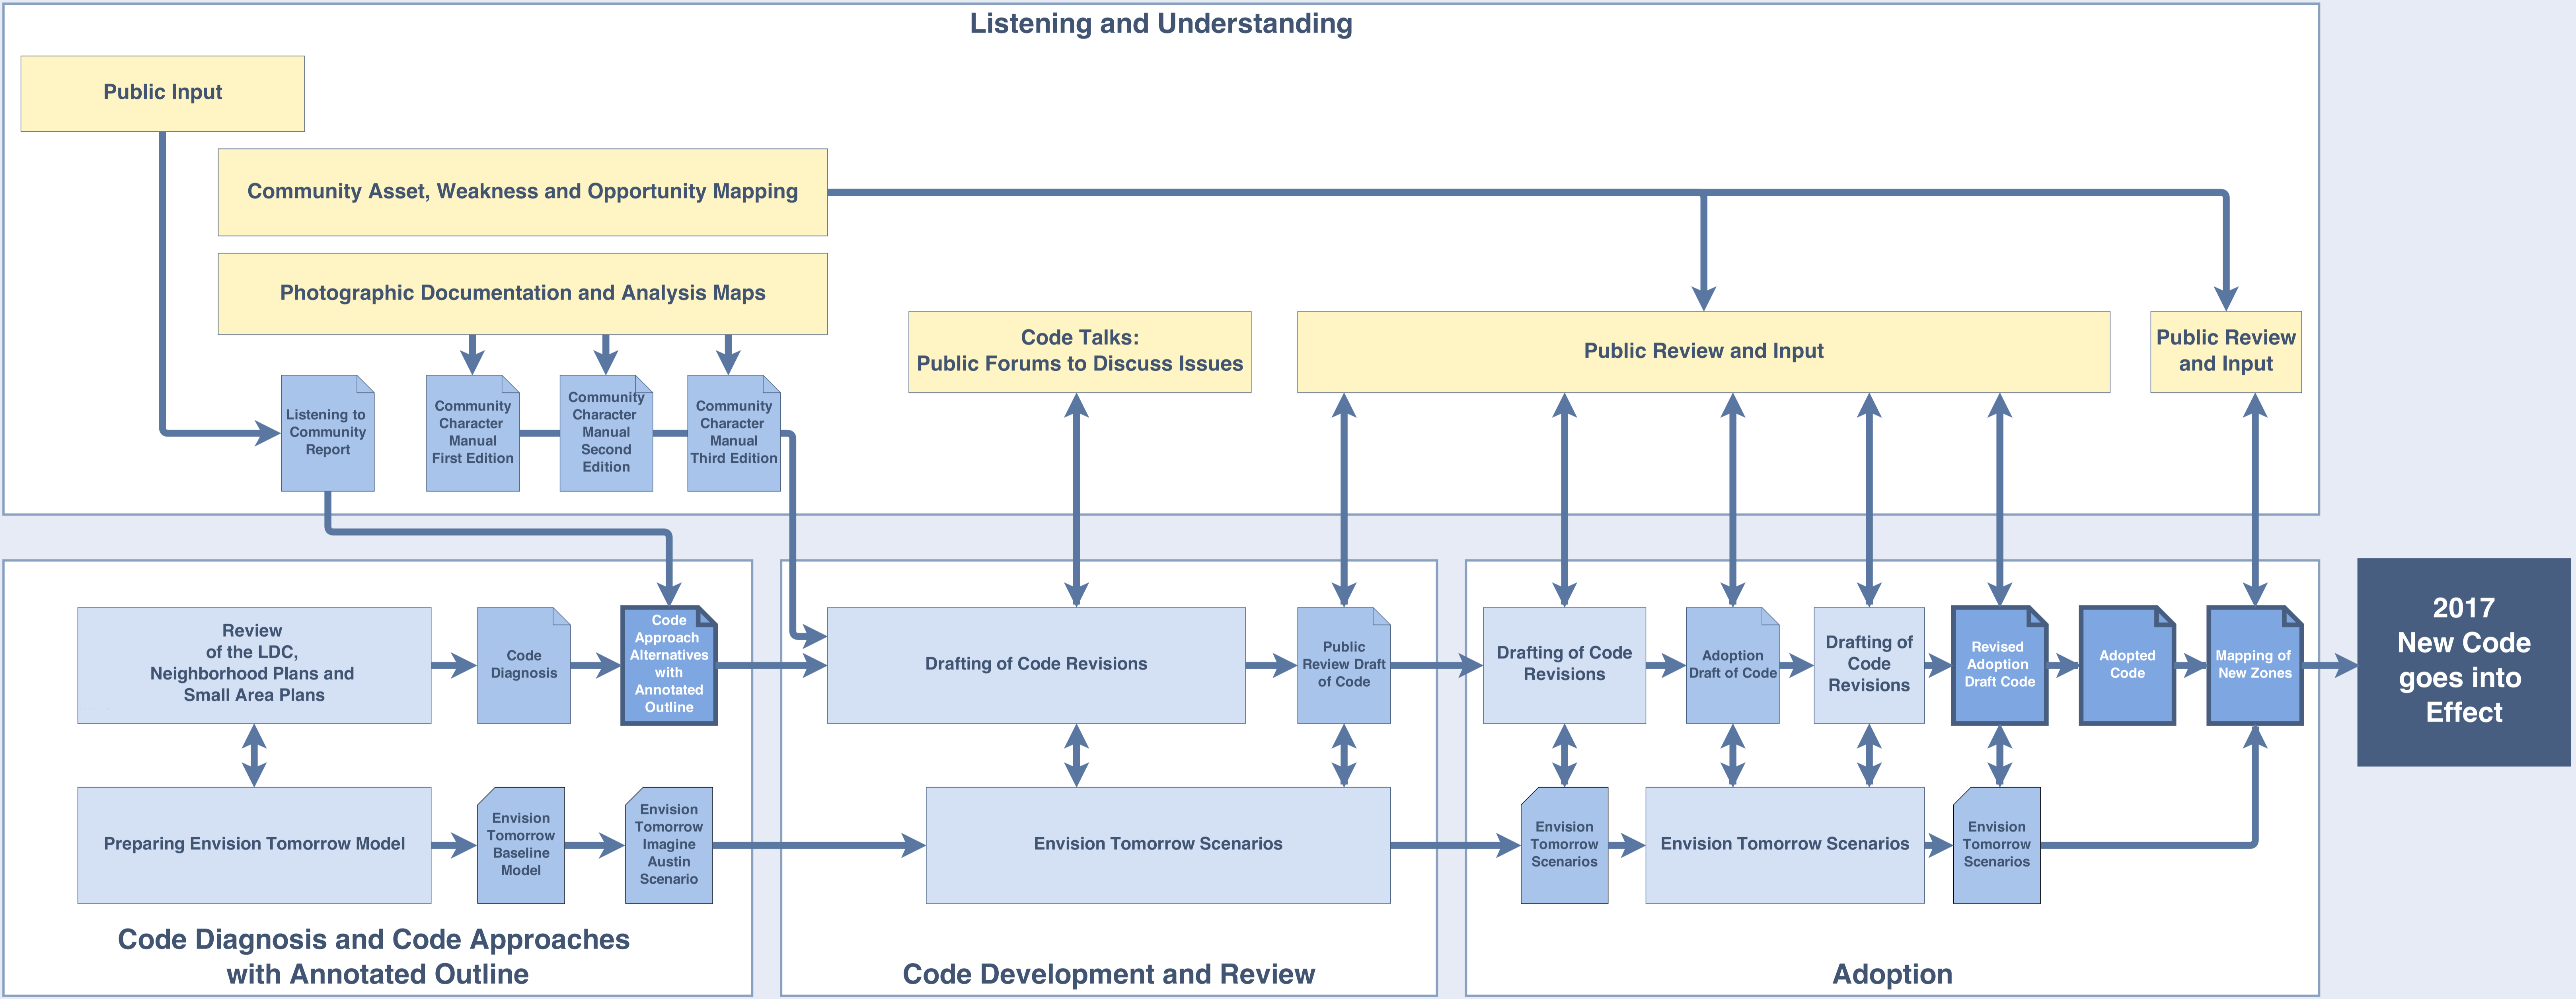 Listening and Understanding
Public Input
Community Asset, Weakness and Opportunity Mapping
Photographic Documentation and Analysis Maps
Code Talks:
Public Forums to Discuss Issues
Public Review and Input
Public Review
and Input
Listening to
Community
Report
Community
Character
Manual
First Edition
Community
Character
Manual
Second
Edition
Community
Character
Manual
Third Edition
Review
of the LDC,
Neighborhood Plans and
Small Area Plans
Code
Diagnosis
Code
Approach
Alternatives
with
Annotated
Outline
Preparing Envision Tomorrow Model
Envision
Tomorrow
Baseline
Model
Envision
Tomorrow
Imagine
Austin
Scenario
Code Diagnosis and Code Approaches
with Annotated Outline
Drafting of Code Revisions
Public
Review Draft
of Code
Envision Tomorrow Scenarios
Code Development and Review
Drafting of Code
Revisions
Adoption
Draft of Code
Drafting of
Code
Revisions
Revised
Adoption
Draft Code
Adopted
Code
Mapping of
New Zones
Envision
Tomorrow
Scenarios
Envision Tomorrow Scenarios
Envision
Tomorrow
Scenarios
Adoption
2017
New Code
goes into
Effect